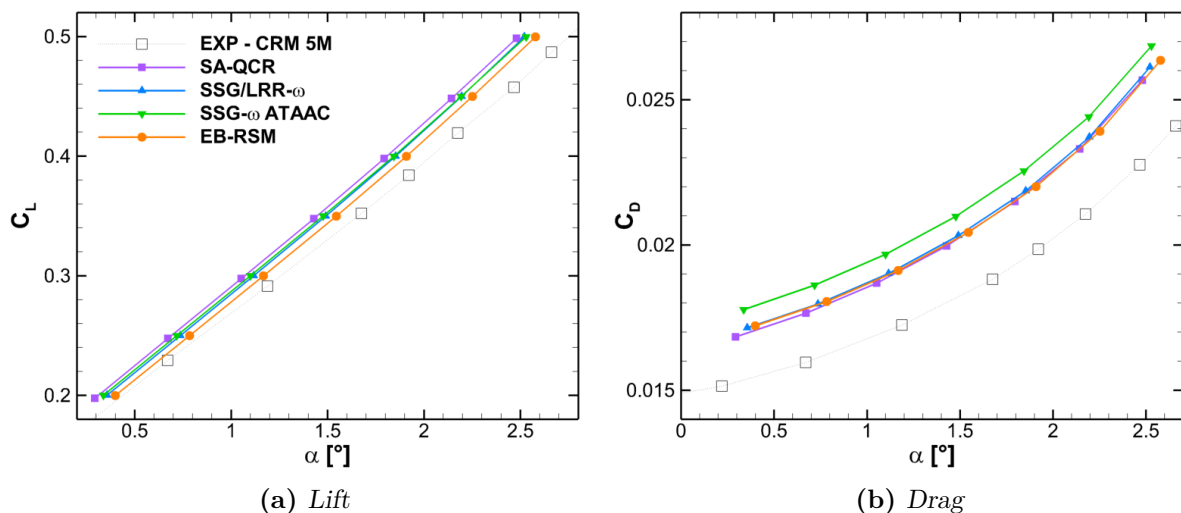 0.5
0.4
0.3
0.2
C_L
EXP - CRM 5M
SA-QCR
SSG/LRR-ω
SSG-ω ATAAC
EB-RSM
0.5 1 1.5 2 2.5
α [°]
(a) Lift
0.025
0.02
0.015
C_D
0 0.5 1 1.5 2 2.5
α [°]
(b) Drag